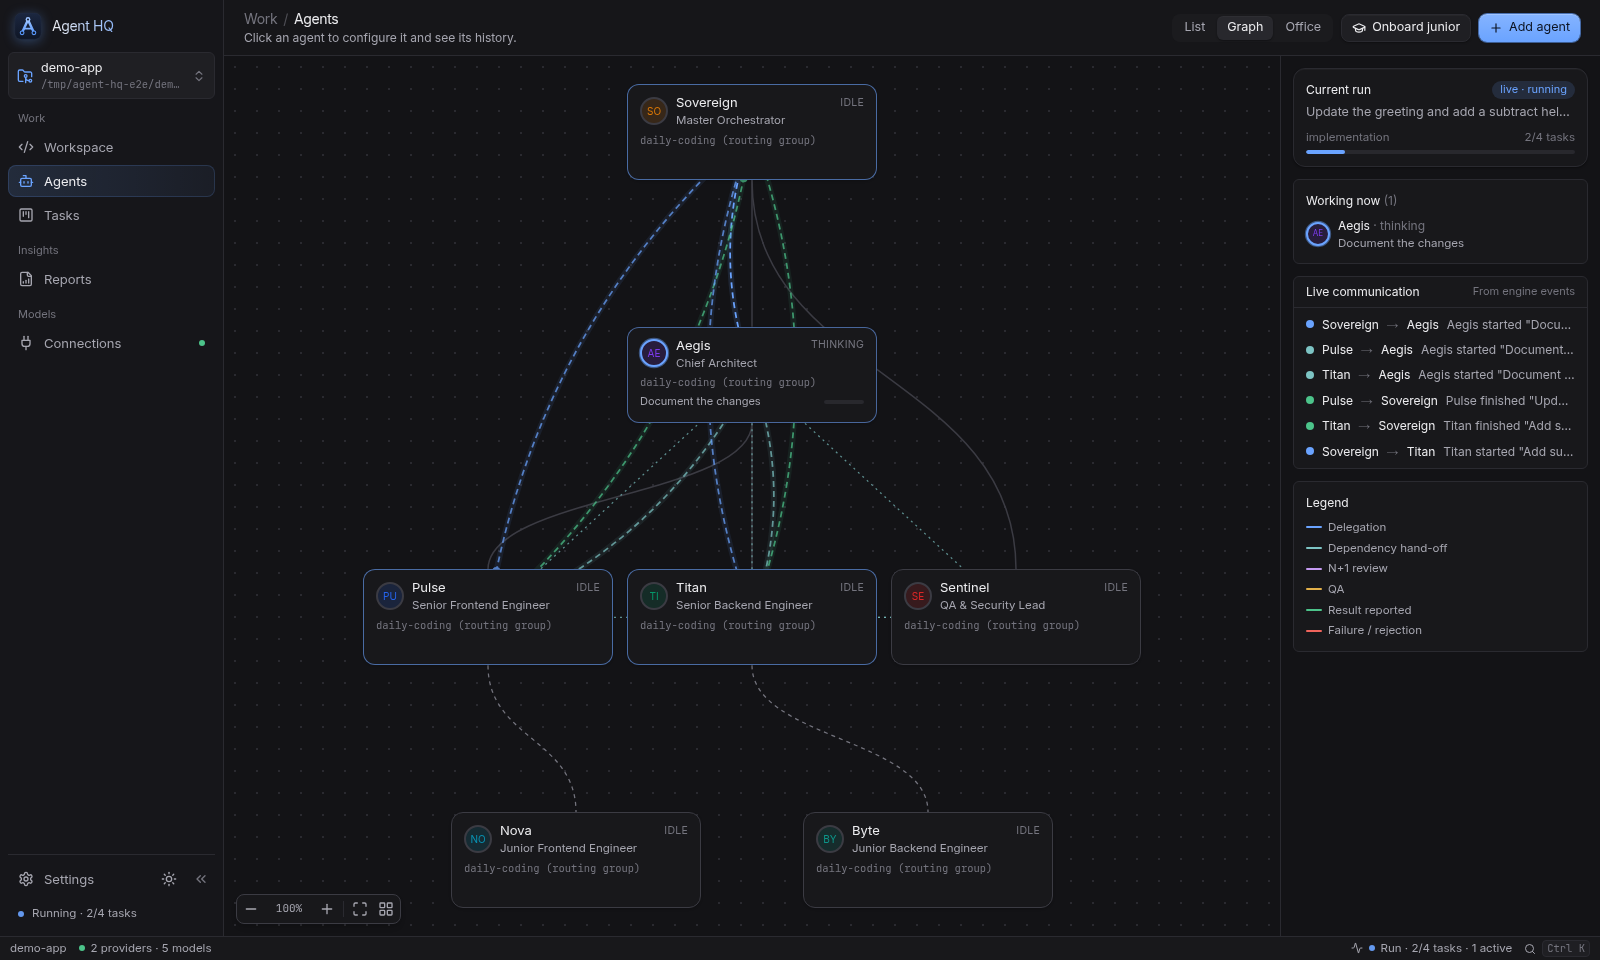 Agent HQ
demo-app
/tmp/agent-hq-e2e/dem…
Work
Workspace
Agents
Tasks
Insights
Reports
Models
Connections
Settings
Running · 2/4 tasks
Work / Agents
Click an agent to configure it and see its history.
List
Graph
Office
Onboard junior
Add agent
SO
Sovereign
IDLE
Master Orchestrator
daily-coding (routing group)
AE
Aegis
THINKING
Chief Architect
daily-coding (routing group)
Document the changes
PU
Pulse
IDLE
Senior Frontend Engineer
daily-coding (routing group)
TI
Titan
IDLE
Senior Backend Engineer
daily-coding (routing group)
SE
Sentinel
IDLE
QA & Security Lead
daily-coding (routing group)
NO
Nova
IDLE
Junior Frontend Engineer
daily-coding (routing group)
BY
Byte
IDLE
Junior Backend Engineer
daily-coding (routing group)
100%
Current run
live · running
Update the greeting and add a subtract hel…
implementation
2/4 tasks
Working now (1)
AE
Aegis · thinking
Document the changes
Live communication
From engine events
Sovereign → Aegis Aegis started "Docu…
Pulse → Aegis Aegis started "Document…
Titan → Aegis Aegis started "Document …
Pulse → Sovereign Pulse finished "Upd…
Titan → Sovereign Titan finished "Add s…
Sovereign → Titan Titan started "Add su…
Legend
Delegation
Dependency hand-off
N+1 review
QA
Result reported
Failure / rejection
demo-app
2 providers · 5 models
Run · 2/4 tasks · 1 active
Ctrl K